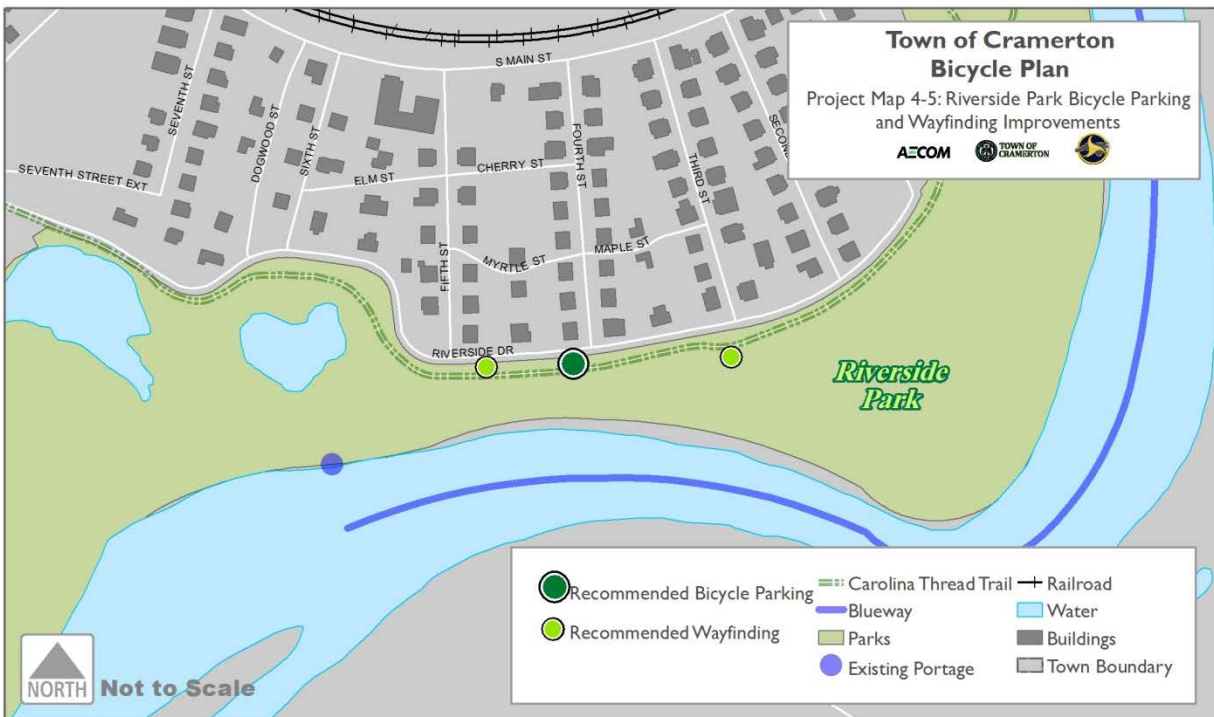 Town of Cramerton
Bicycle Plan
Project Map 4-5: Riverside Park Bicycle Parking
and Wayfinding Improvements
AECOM
TOWN OF
CRAMERTON
S MAIN ST
SEVENTH ST
DOGWOOD ST
SIXTH ST
FOURTH ST
THIRD ST
SECOND
CHERRY ST
ELM ST
SEVENTH STREET EXT
FIFTH ST
MYRTLE ST
MAPLE ST
RIVERSIDE DR
Riverside
Park
Recommended Bicycle Parking
Recommended Wayfinding
Carolina Thread Trail
Blueway
Parks
Existing Portage
Railroad
Water
Buildings
Town Boundary
NORTH
Not to Scale